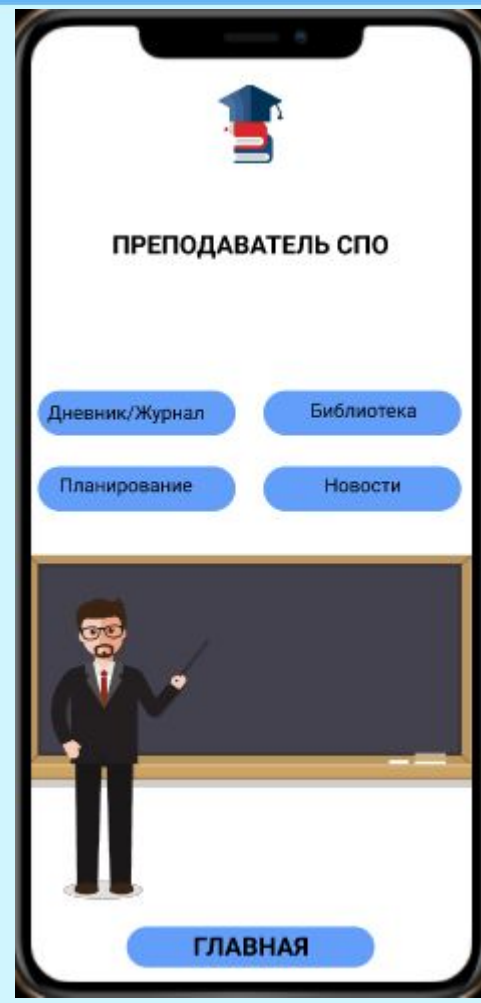 ПРЕПОДАВАТЕЛЬ СПО
Дневник/Журнал
Библиотека
Планирование
Новости
ГЛАВНАЯ